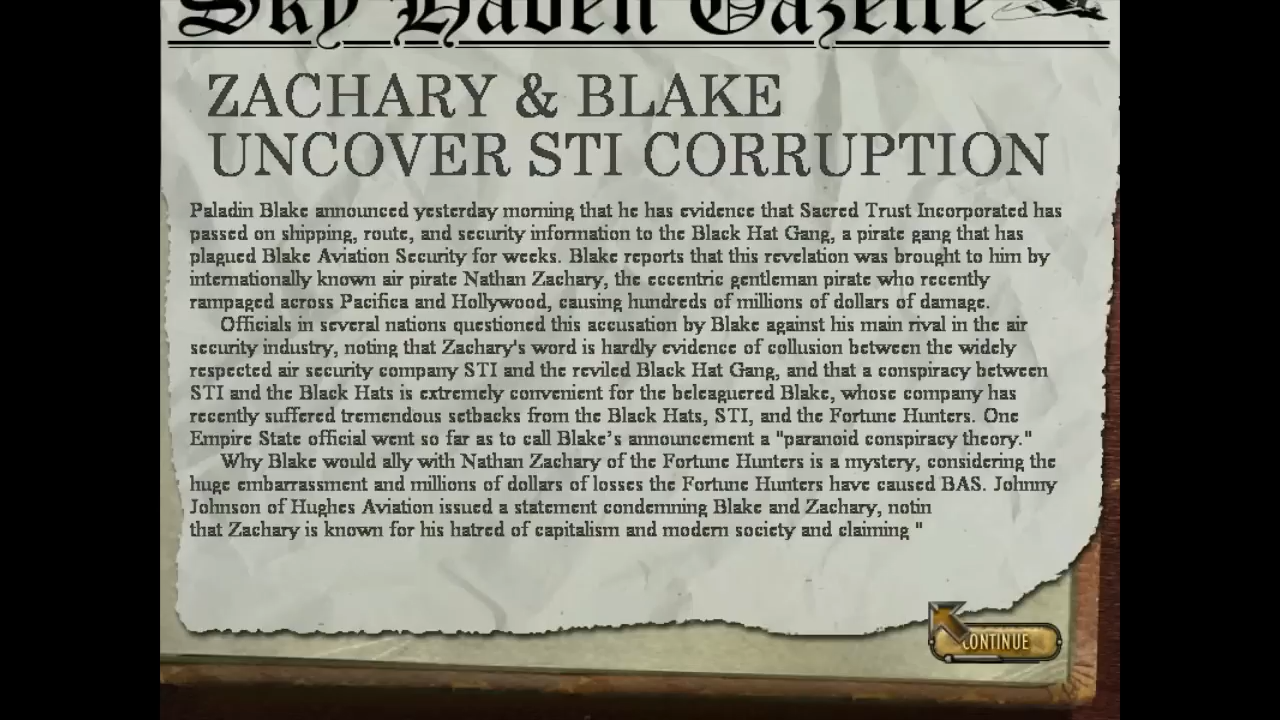 Sky Haven Gazette
ZACHARY & BLAKE
UNCOVER STI CORRUPTION
Paladin Blake announced yesterday morning that he has evidence that Sacred Trust Incorporated has
passed on shipping, route, and security information to the Black Hat Gang, a pirate gang that has
plagued Blake Aviation Security for weeks. Blake reports that this revelation was brought to him by
internationally known air pirate Nathan Zachary, the eccentric gentleman pirate who recently
rampaged across Pacifica and Hollywood, causing hundreds of millions of dollars of damage.
Officials in several nations questioned this accusation by Blake against his main rival in the air
security industry, noting that Zachary's word is hardly evidence of collusion between the widely
respected air security company STI and the reviled Black Hat Gang, and that a conspiracy between
STI and the Black Hats is extremely convenient for the beleaguered Blake, whose company has
recently suffered tremendous setbacks from the Black Hats, STI, and the Fortune Hunters. One
Empire State official went so far as to call Blake's announcement a "paranoid conspiracy theory."
Why Blake would ally with Nathan Zachary of the Fortune Hunters is a mystery, considering the
huge embarrassment and millions of dollars of losses the Fortune Hunters have caused BAS. Johnny
Johnson of Hughes Aviation issued a statement condemning Blake and Zachary, notin
that Zachary is known for his hatred of capitalism and modern society and claiming "
CONTINUE